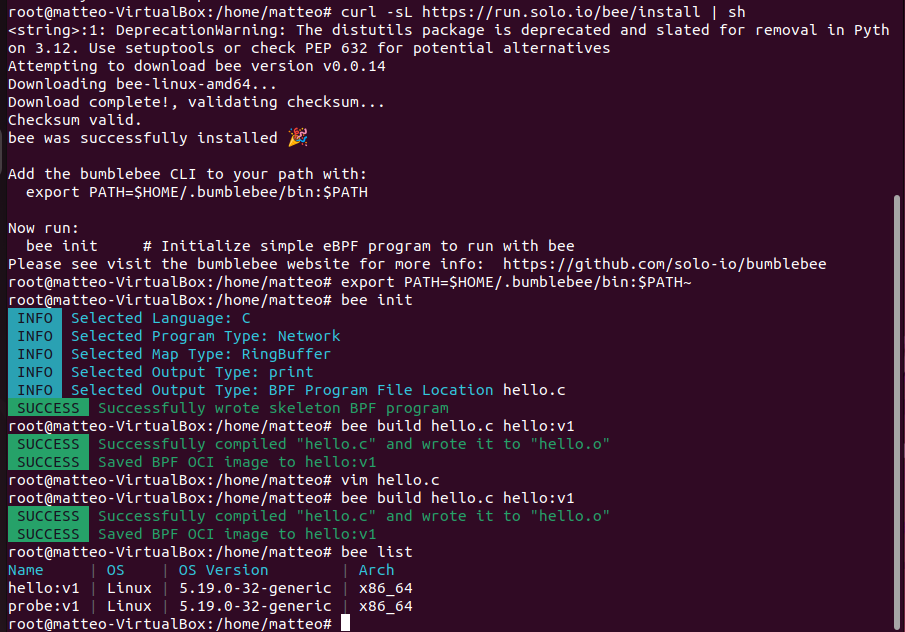 root@matteo-VirtualBox:/home/matteo# curl -sL https://run.solo.io/bee/install | sh
<string>:1: DeprecationWarning: The distutils package is deprecated and slated for removal in Pyth
on 3.12. Use setuptools or check PEP 632 for potential alternatives
Attempting to download bee version v0.0.14
Downloading bee-linux-amd64...
Download complete!, validating checksum...
Checksum valid.
bee was successfully installed 🎉
Add the bumblebee CLI to your path with:
  export PATH=$HOME/.bumblebee/bin:$PATH
Now run:
  bee init     # Initialize simple eBPF program to run with bee
Please see visit the bumblebee website for more info:  https://github.com/solo-io/bumblebee
root@matteo-VirtualBox:/home/matteo# export PATH=$HOME/.bumblebee/bin:$PATH~
root@matteo-VirtualBox:/home/matteo# bee init
INFO Selected Language: C
INFO Selected Program Type: Network
INFO Selected Map Type: RingBuffer
INFO Selected Output Type: print
INFO Selected Output Type: BPF Program File Location hello.c
SUCCESS Successfully wrote skeleton BPF program
root@matteo-VirtualBox:/home/matteo# bee build hello.c hello:v1
SUCCESS Successfully compiled "hello.c" and wrote it to "hello.o"
SUCCESS Saved BPF OCI image to hello:v1
root@matteo-VirtualBox:/home/matteo# vim hello.c
root@matteo-VirtualBox:/home/matteo# bee build hello.c hello:v1
SUCCESS Successfully compiled "hello.c" and wrote it to "hello.o"
SUCCESS Saved BPF OCI image to hello:v1
root@matteo-VirtualBox:/home/matteo# bee list
Name     | OS    | OS Version        | Arch
hello:v1 | Linux | 5.19.0-32-generic | x86_64
probe:v1 | Linux | 5.19.0-32-generic | x86_64
root@matteo-VirtualBox:/home/matteo#